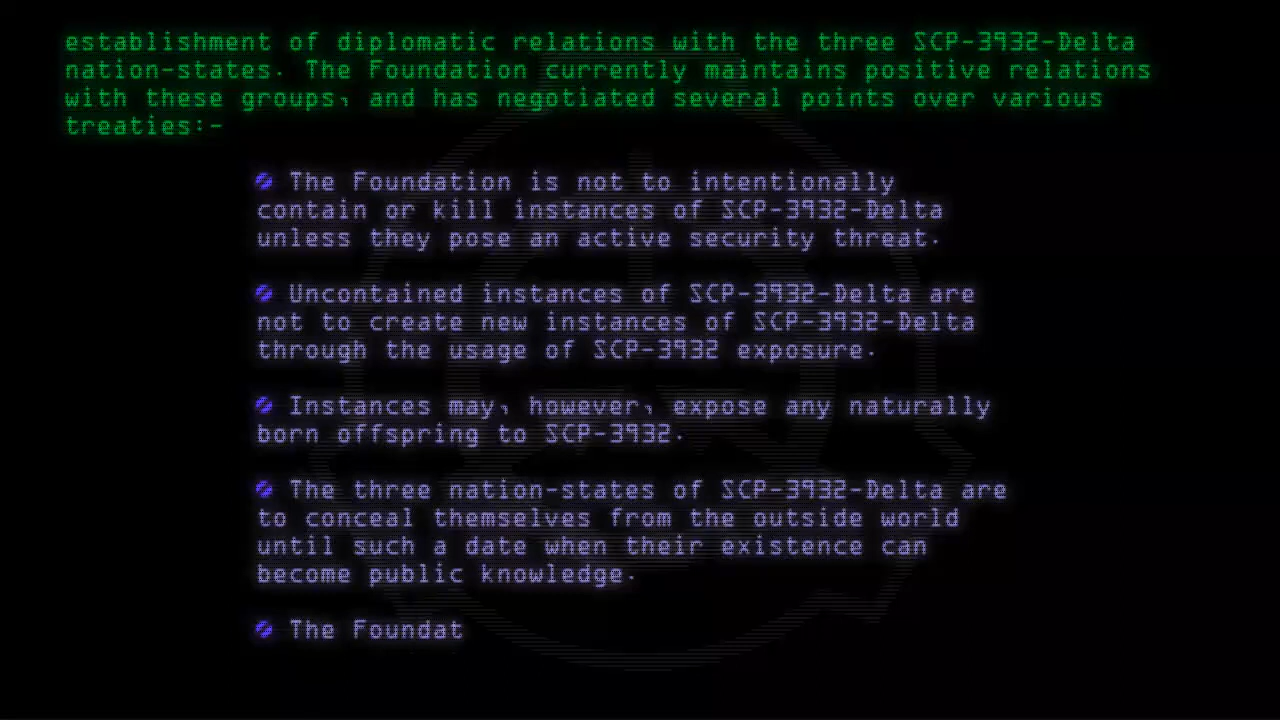 establishment of diplomatic relations with the three SCP-3932-Delta
nation-states. The Foundation currently maintains positive relations
with these groups, and has negotiated several points over various
treaties:-
The Foundation is not to intentionally
contain or kill instances of SCP-3932-Delta
unless they pose an active security threat.
Uncontained instances of SCP-3932-Delta are
not to create new instances of SCP-3932-Delta
through the usage of SCP-3932 exposure.
Instances may, however, expose any naturally
born offspring to SCP-3932.
The three nation-states of SCP-3932-Delta are
to conceal themselves from the outside world
until such a date when their existence can
become public knowledge.
The Foundat